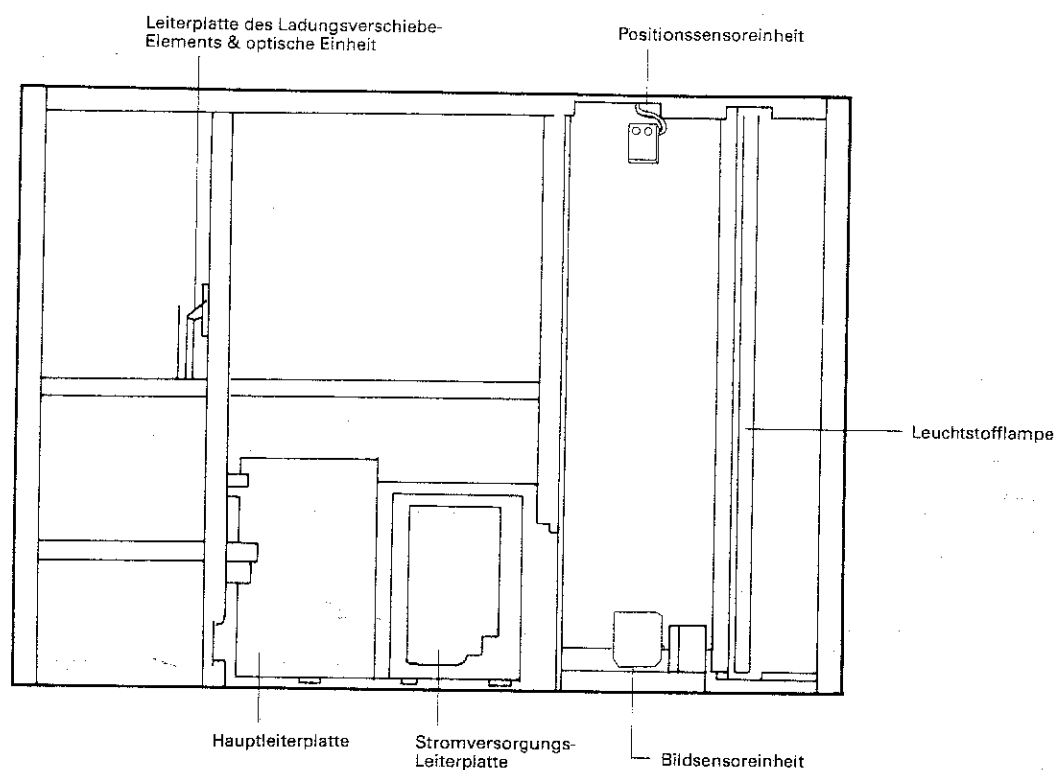 Leiterplatte des Ladungsverschiebe-
Elements & optische Einheit
Positionssensoreinheit
Leuchtstofflampe
Hauptleiterplatte
Stromversorgungs-
Leiterplatte
Bildsensoreinheit